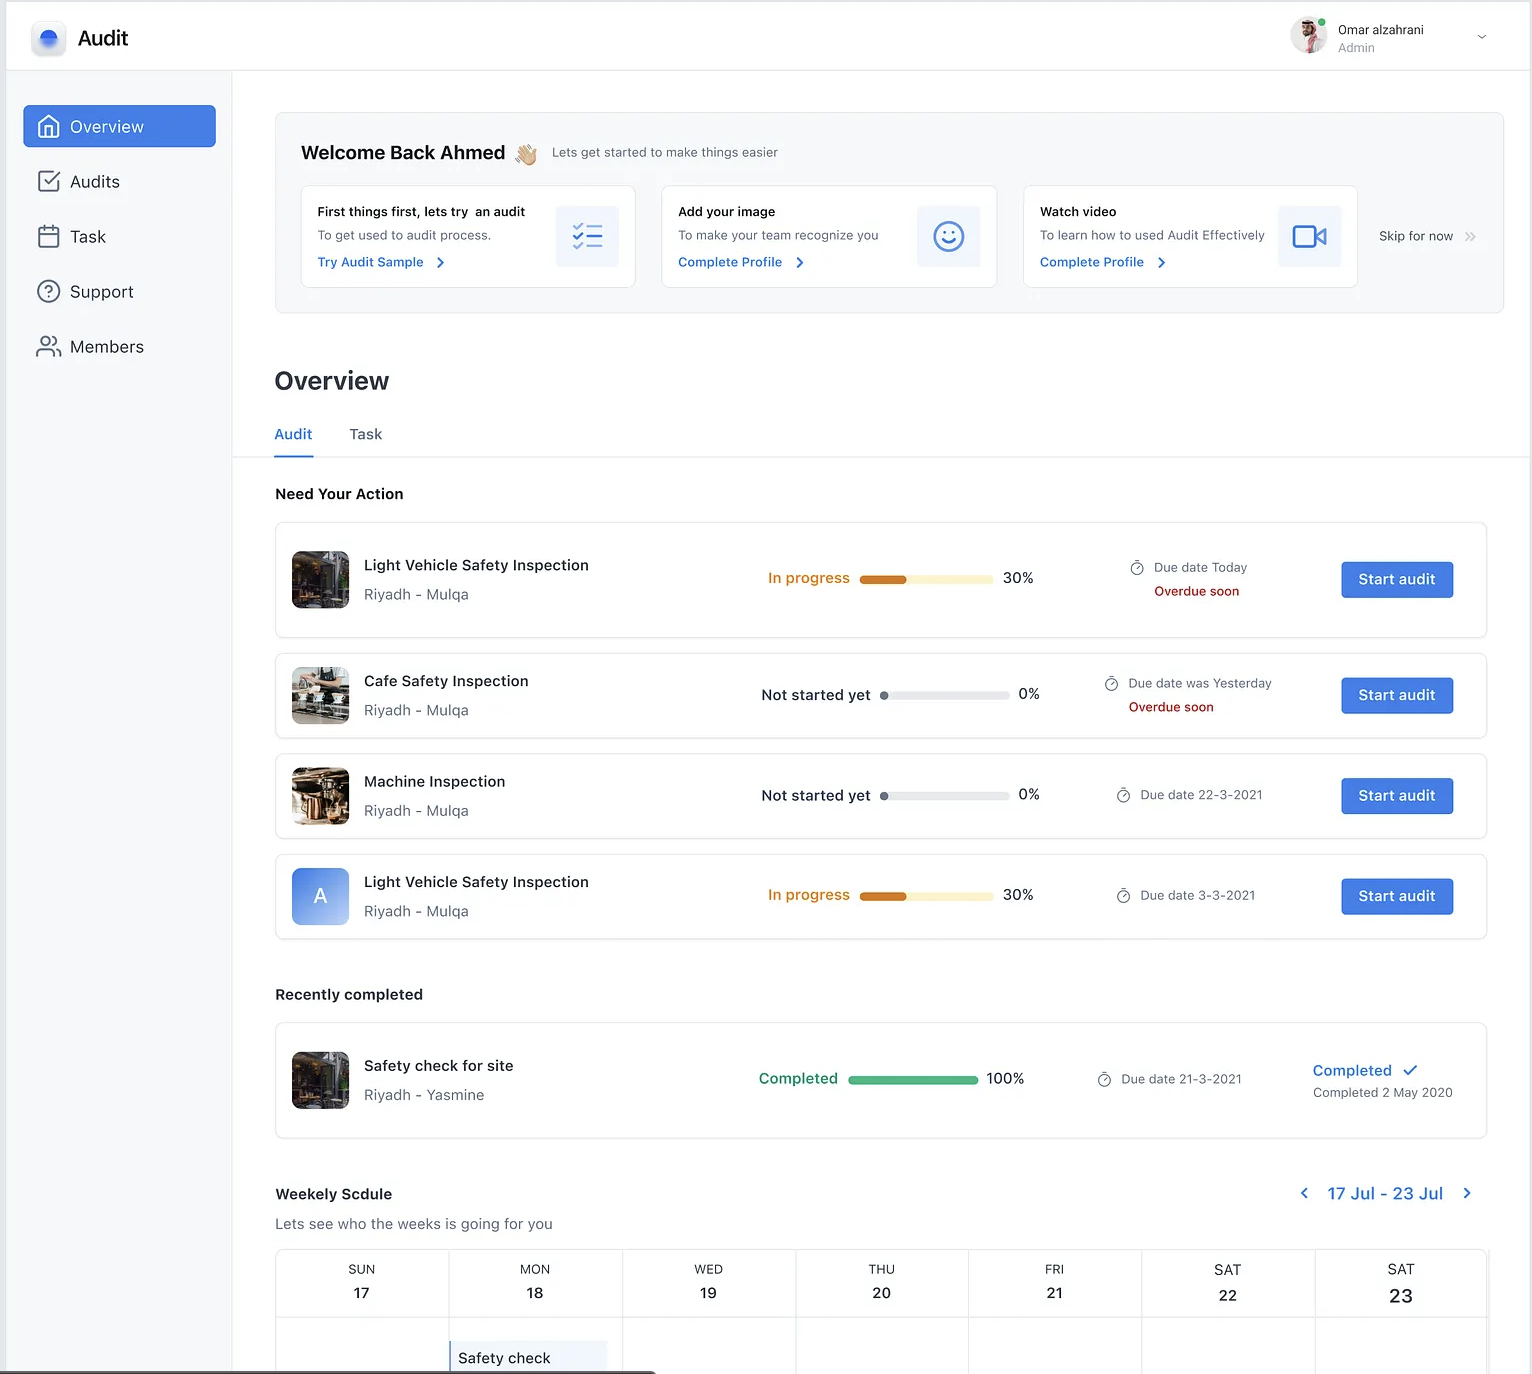 Audit
Omar alzahrani
Admin
Overview
Audits
Task
Support
Members
Welcome Back Ahmed 👋🏼 Lets get started to make things easier
First things first, lets try an audit
To get used to audit process.
Try Audit Sample
Add your image
To make your team recognize you
Complete Profile
Watch video
To learn how to used Audit Effectively
Complete Profile
Skip for now
Overview
Audit Task
Need Your Action
Light Vehicle Safety Inspection
Riyadh - Mulqa
In progress 30%
Due date Today
Overdue soon
Start audit
Cafe Safety Inspection
Riyadh - Mulqa
Not started yet 0%
Due date was Yesterday
Overdue soon
Start audit
Machine Inspection
Riyadh - Mulqa
Not started yet 0%
Due date 22-3-2021
Start audit
A
Light Vehicle Safety Inspection
Riyadh - Mulqa
In progress 30%
Due date 3-3-2021
Start audit
Recently completed
Safety check for site
Riyadh - Yasmine
Completed 100%
Due date 21-3-2021
Completed
Completed 2 May 2020
Weekely Scdule
Lets see who the weeks is going for you
17 Jul - 23 Jul
SUN MON WED THU FRI SAT SAT
17 18 19 20 21 22 23
Safety check